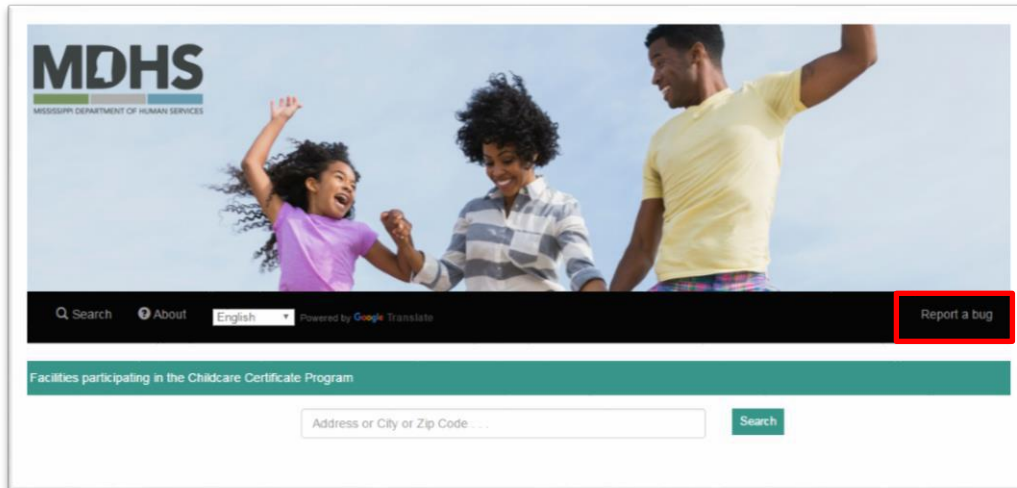 MDHS
MISSISSIPPI DEPARTMENT OF HUMAN SERVICES
Search About English Powered by Google Translate Report a bug
Facilities participating in the Childcare Certificate Program
Address or City or Zip Code . . . Search